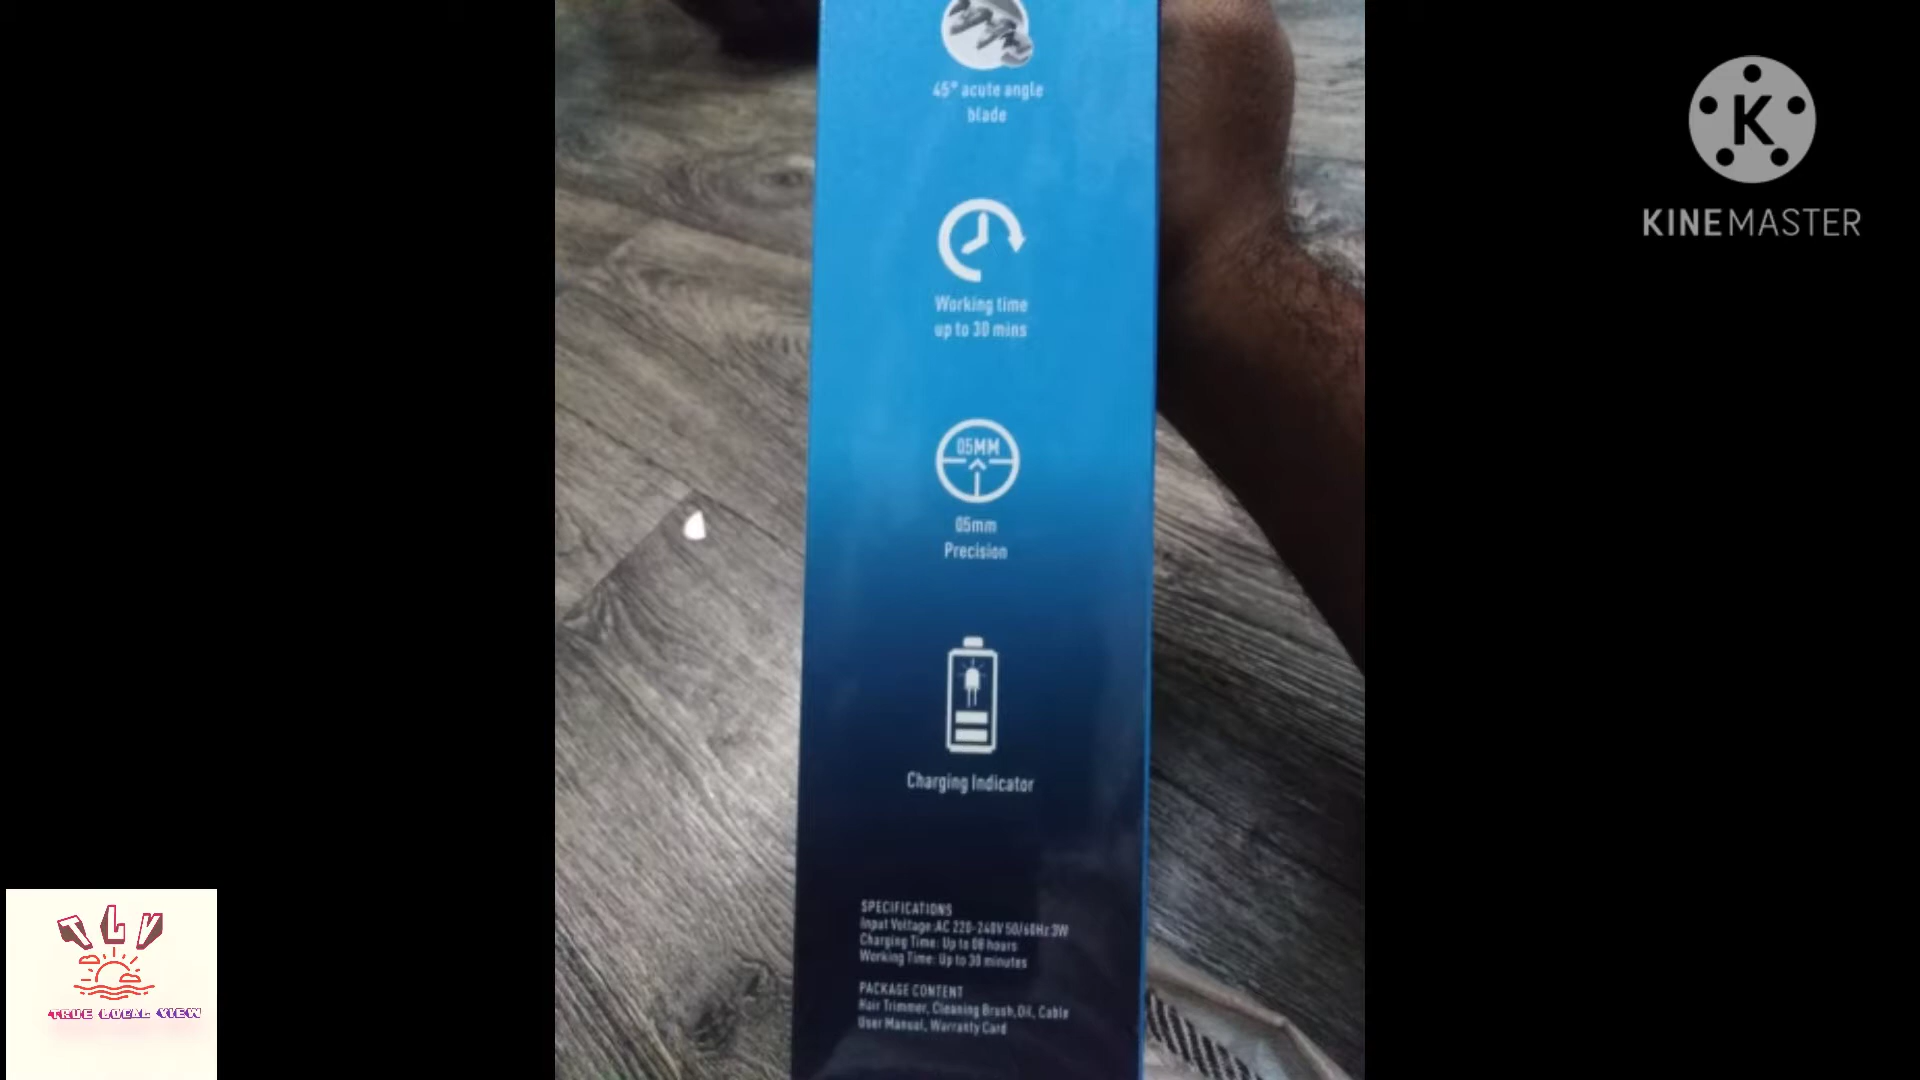 45° acute angle
blade
Working time
up to 30 mins
05MM
05mm
Precision
Charging Indicator
SPECIFICATIONS
Input Voltage:AC 220-240V 50/60Hz 3W
Charging Time: Up to 08 hours
Working Time: Up to 30 minutes
PACKAGE CONTENT
Hair Trimmer, Cleaning Brush,Oil, Cable
User Manual, Warranty Card
K
KINEMASTER
TLV
TRUE LOCAL VIEW